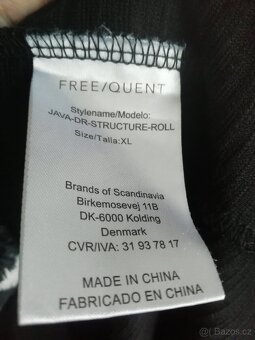 FREE/QUENT
Stylename/Modelo:
JAVA-DR-STRUCTURE-ROLL
Size/Talla:XL
Brands of Scandinavia
Birkemosevej 11B
DK-6000 Kolding
Denmark
CVR/IVA: 31 93 78 17
MADE IN CHINA
FABRICADO EN CHINA
sbazar.cz